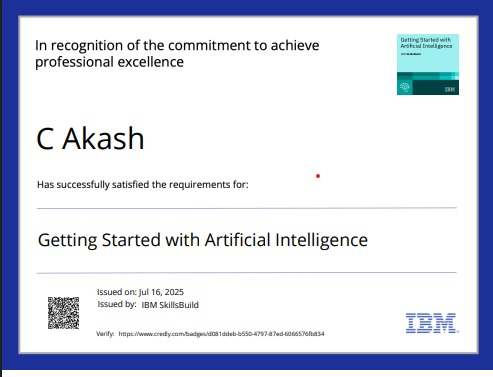 In recognition of the commitment to achieve
professional excellence
Getting Started with
Artificial Intelligence
IBM
C Akash
Has successfully satisfied the requirements for:
Getting Started with Artificial Intelligence
Issued on: Jul 16, 2025
Issued by: IBM SkillsBuild
Verify: https://www.credly.com/badges/d081ddeb-b550-4797-87ed-6066576fb834
IBM